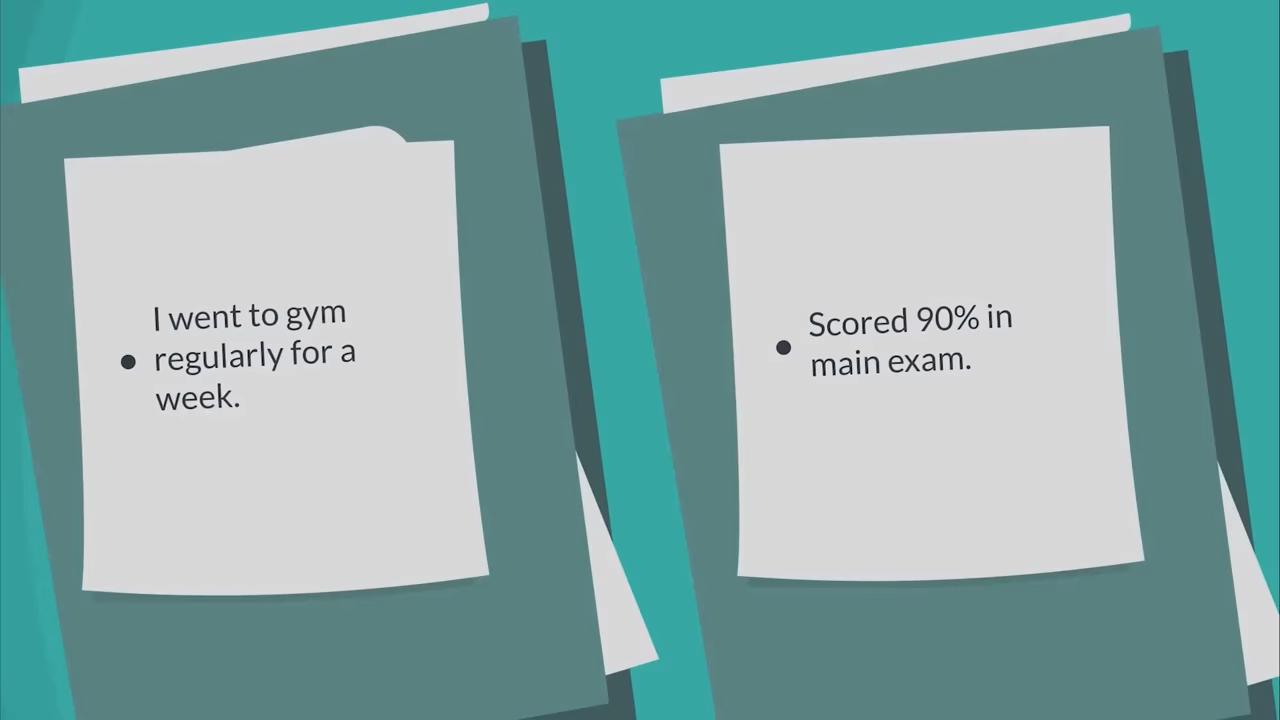 I went to gym
regularly for a
week.
Scored 90% in
main exam.